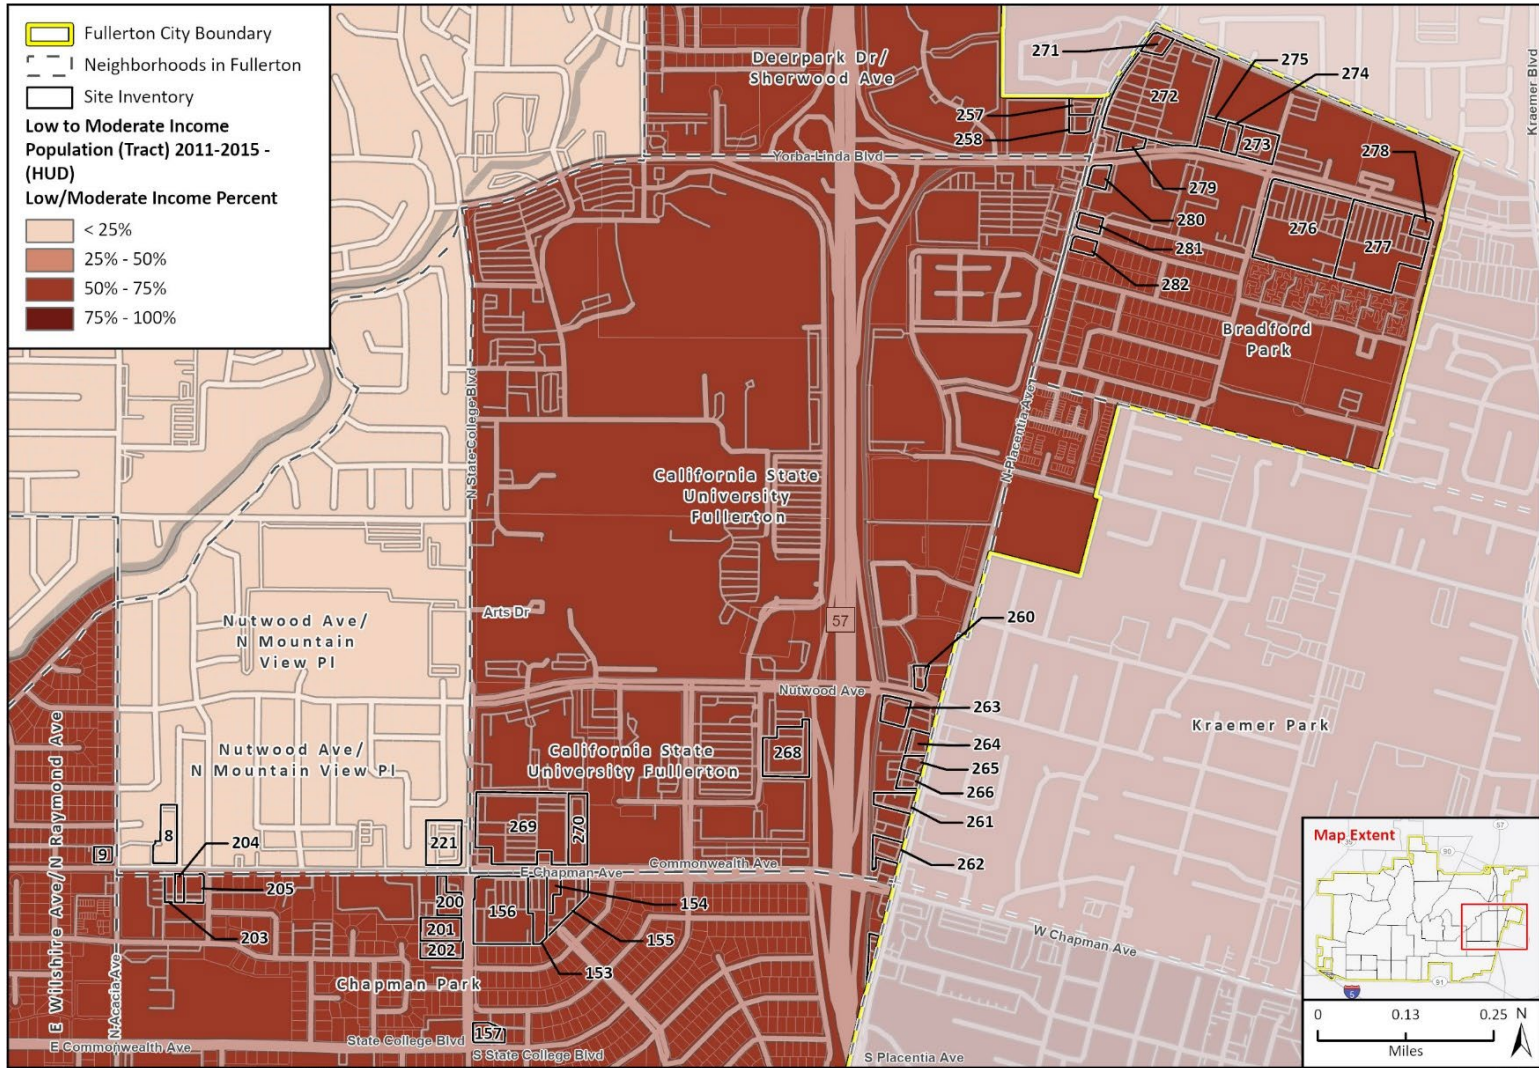 Fullerton City Boundary
Neighborhoods in Fullerton
Site Inventory
Low to Moderate Income
Population (Tract) 2011-2015 -
(HUD)
Low/Moderate Income Percent
< 25%
25% - 50%
50% - 75%
75% - 100%
Deerpark Dr/
Sherwood Ave
271
275
274
257
258
272
273
278
Kraemer Blvd
Yorba Linda Blvd
279
280
276
277
281
282
Bradford
Park
N State College Blvd
N Placentia Ave
California State
University
Fullerton
57
Arts Dr
Nutwood Ave/
N Mountain
View Pl
260
Nutwood Ave
263
Kraemer Park
Nutwood Ave/
N Mountain View Pl
California State
University Fullerton
268
264
265
266
261
262
E Wilshire Ave/N Raymond Ave
8
9
204
221
269
270
Commonwealth Ave
E Chapman Ave
205
203
200
201
202
156
154
155
153
W Chapman Ave
N Acacia Ave
Chapman Park
157
State College Blvd
S State College Blvd
E Commonwealth Ave
S Placentia Ave
Map Extent
57
90
90
91
5
0
0.13
0.25
N
Miles